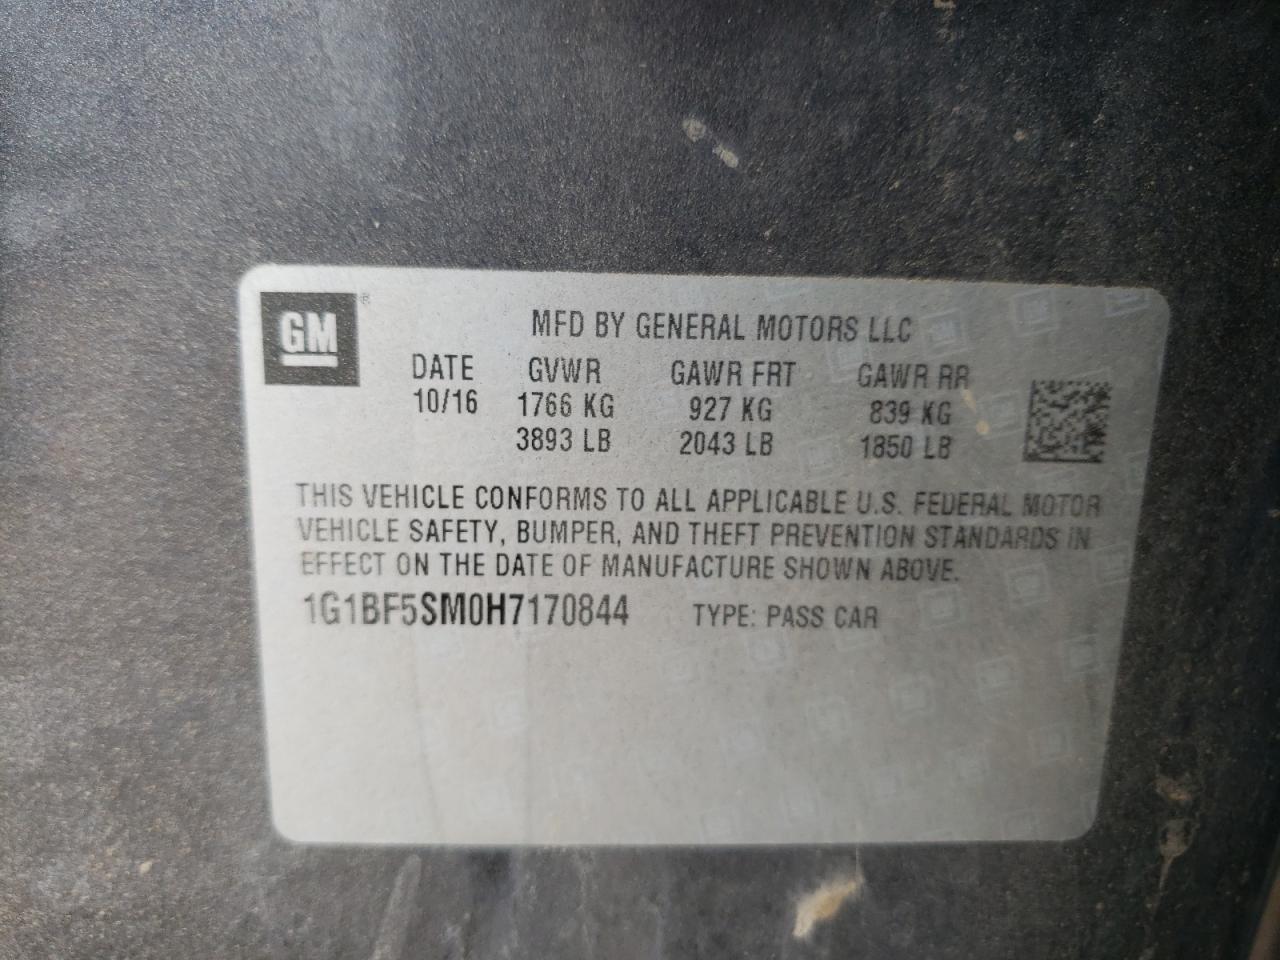 GM
MFD BY GENERAL MOTORS LLC
DATE GVWR GAWR FRT GAWR RR
10/16 1766 KG 927 KG 839 KG
3893 LB 2043 LB 1850 LB
THIS VEHICLE CONFORMS TO ALL APPLICABLE U.S. FEDERAL MOTOR
VEHICLE SAFETY, BUMPER, AND THEFT PREVENTION STANDARDS IN
EFFECT ON THE DATE OF MANUFACTURE SHOWN ABOVE.
1G1BF5SM0H7170844 TYPE: PASS CAR